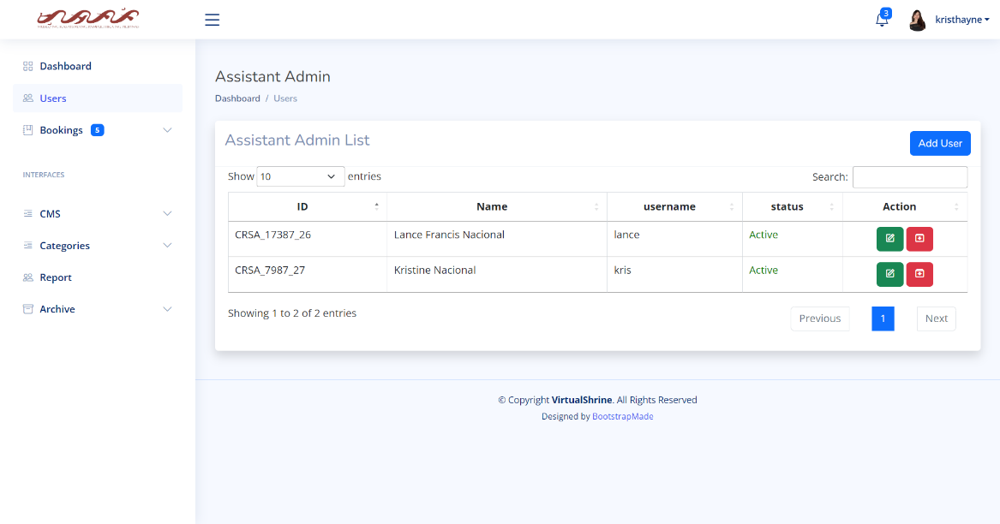 3
kristhayne
Dashboard
Users
Bookings 5
INTERFACES
CMS
Categories
Report
Archive
Assistant Admin
Dashboard / Users
Assistant Admin List
Add User
Show 10 entries
Search:
ID Name username status Action
CRSA_17387_26 Lance Francis Nacional lance Active
CRSA_7987_27 Kristine Nacional kris Active
Showing 1 to 2 of 2 entries
Previous 1 Next
© Copyright VirtualShrine. All Rights Reserved
Designed by BootstrapMade